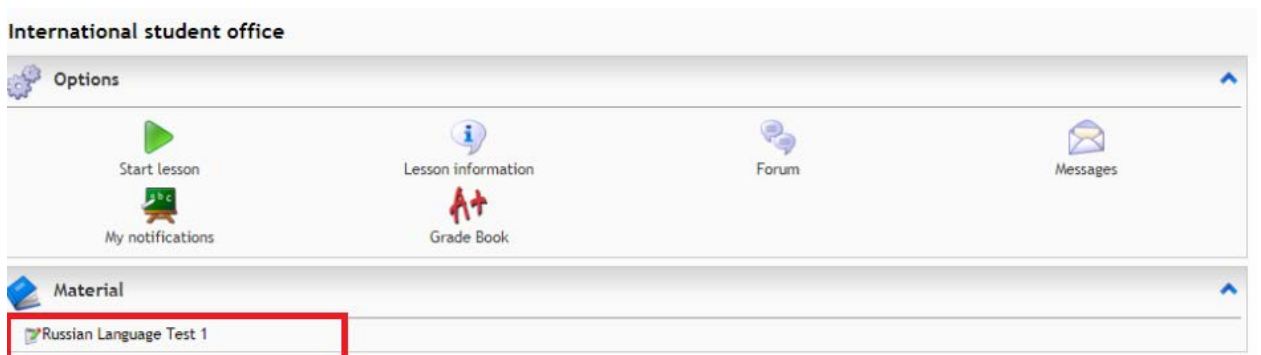 International student office
Options
Start lesson
Lesson information
Forum
Messages
My notifications
Grade Book
Material
Russian Language Test 1